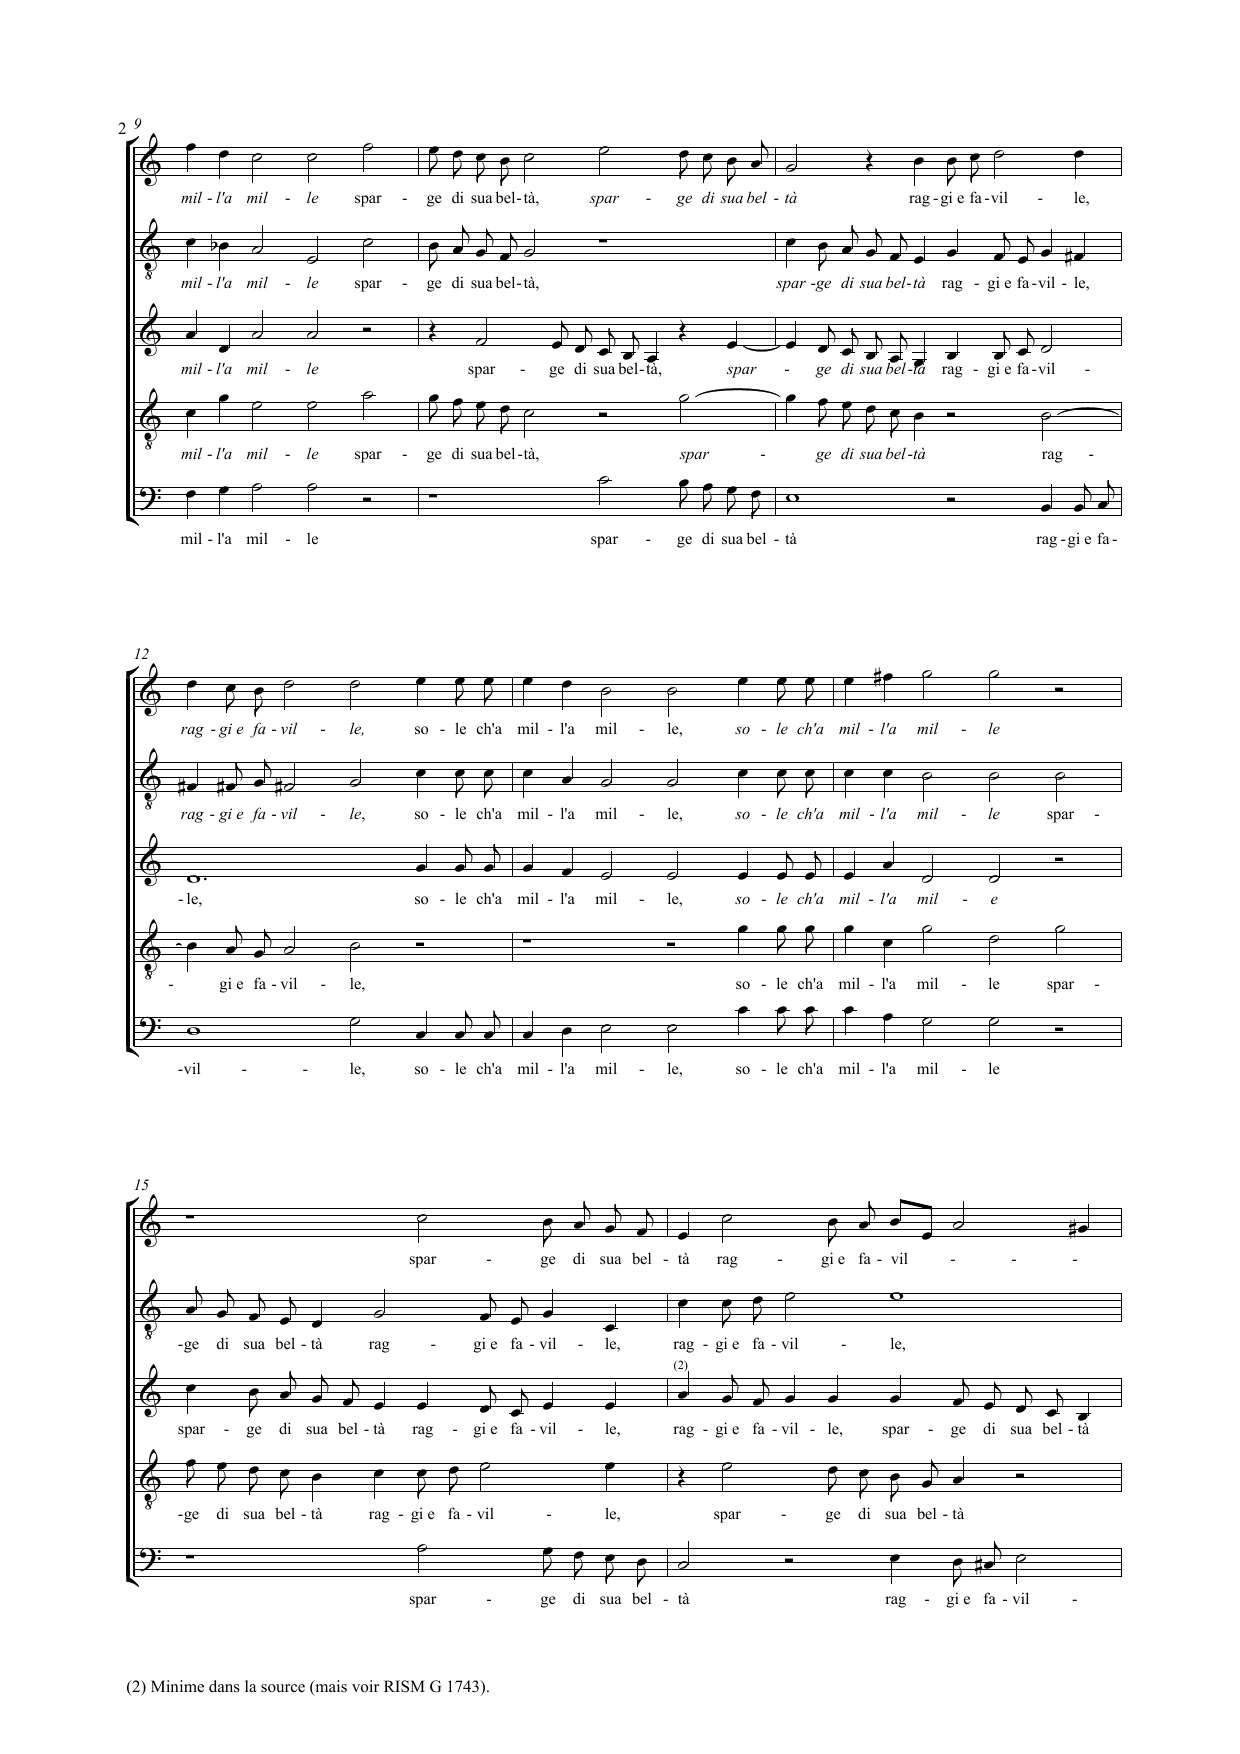 2 9
mil - l'a mil - le spar - ge di sua bel - tà, spar - ge di sua bel - tà rag - gi e fa - vil - le,
mil - l'a mil - le spar - ge di sua bel - tà, spar - ge di sua bel - tà rag - gi e fa - vil - le,
mil - l'a mil - le spar - ge di sua bel - tà, spar - ge di sua bel - tà rag - gi e fa - vil -
mil - l'a mil - le spar - ge di sua bel - tà, spar - ge di sua bel - tà rag -
mil - l'a mil - le spar - ge di sua bel - tà rag - gi e fa -
12
rag - gi e fa - vil - le, so - le ch'a mil - l'a mil - le, so - le ch'a mil - l'a mil - le
rag - gi e fa - vil - le, so - le ch'a mil - l'a mil - le, so - le ch'a mil - l'a mil - le spar -
- le, so - le ch'a mil - l'a mil - le, so - le ch'a mil - l'a mil - e
- gi e fa - vil - le, so - le ch'a mil - l'a mil - le spar -
-vil - - le, so - le ch'a mil - l'a mil - le, so - le ch'a mil - l'a mil - le
15
spar - ge di sua bel - tà rag - gi e fa - vil - - -
-ge di sua bel - tà rag - gi e fa - vil - le, rag - gi e fa - vil - le,
(2)
spar - ge di sua bel - tà rag - gi e fa - vil - le, rag - gi e fa - vil - le, spar - ge di sua bel - tà
-ge di sua bel - tà rag - gi e fa - vil - le, spar - ge di sua bel - tà
spar - ge di sua bel - tà rag - gi e fa - vil -
(2) Minime dans la source (mais voir RISM G 1743).